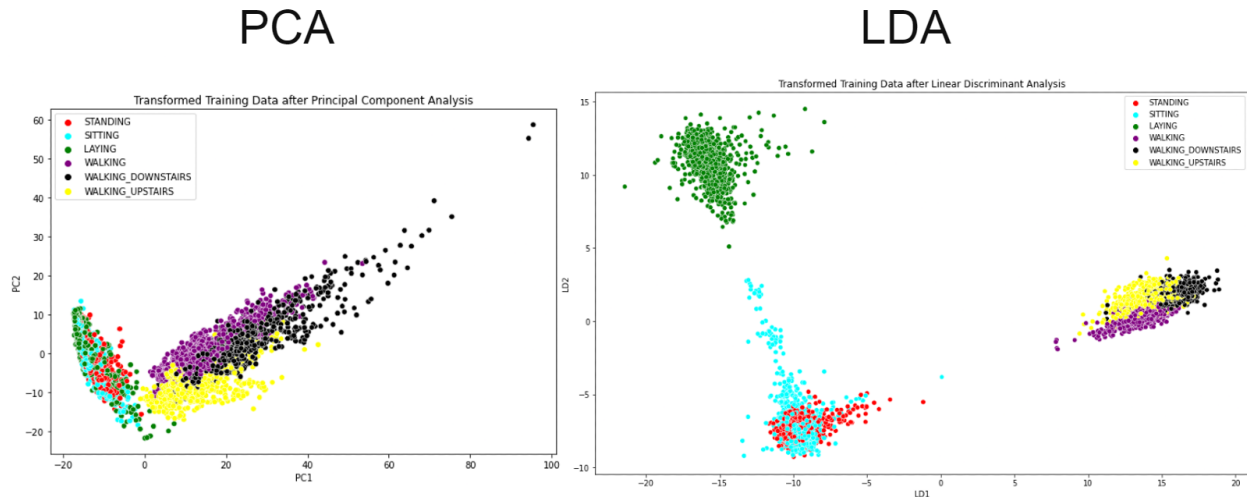 PCA
LDA
Transformed Training Data after Principal Component Analysis
60
50
40
30
20
10
0
−10
−20
PC2
STANDING
SITTING
LAYING
WALKING
WALKING_DOWNSTAIRS
WALKING_UPSTAIRS
−20 0 20 40 60 80 100
PC1
Transformed Training Data after Linear Discriminant Analysis
15
10
5
0
−5
−10
LD2
STANDING
SITTING
LAYING
WALKING
WALKING_DOWNSTAIRS
WALKING_UPSTAIRS
−20 −15 −10 −5 0 5 10 15 20
LD1